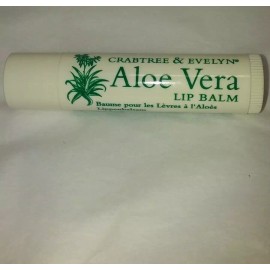 CRABTREE & EVELYN®
Aloe Vera
LIP BALM
Baume pour les Lèvres à l'Aloès